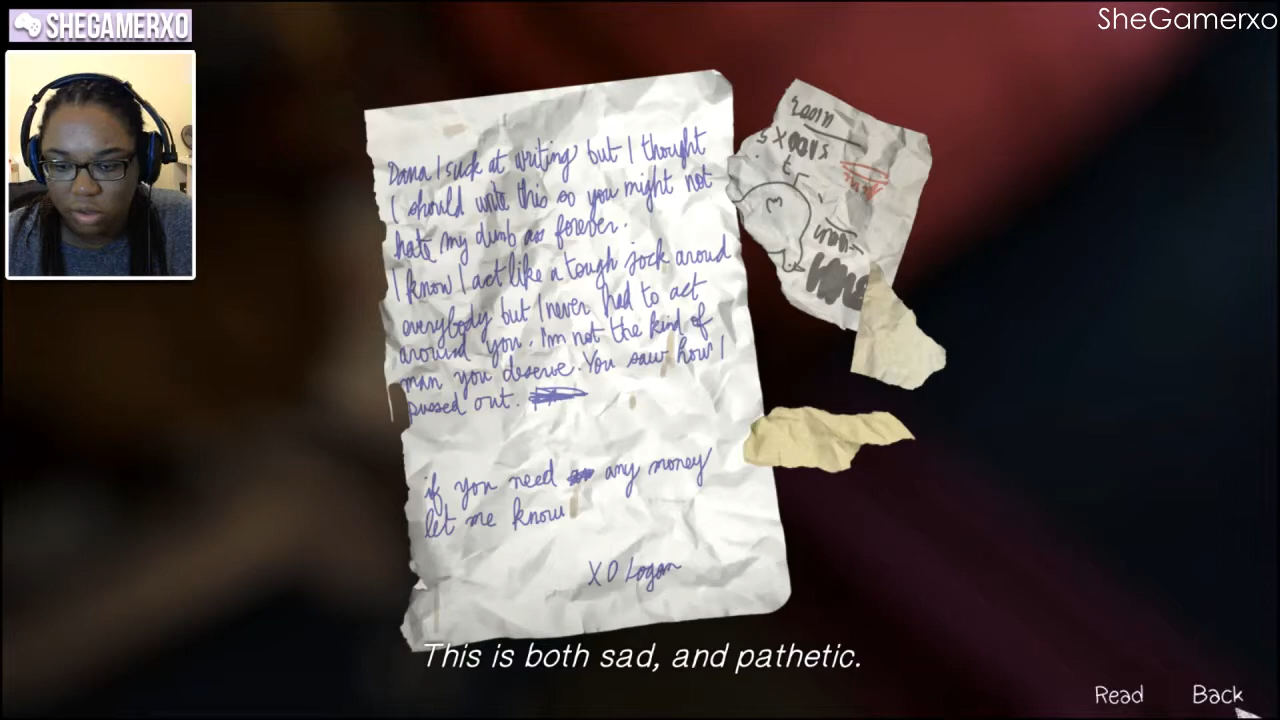 SHEGAMERXO
SheGamerxo
Dana I suck at writing but I thought
I should write this so you might not
hate my dumb ass forever.
I know I act like a tough jock aroud
everybody but I never had to act
around you. I'm not the kind of
man you deserve. You saw how I
pussed out.
if you need any money
let me know
XO Logan
This is both sad, and pathetic.
Read
Back